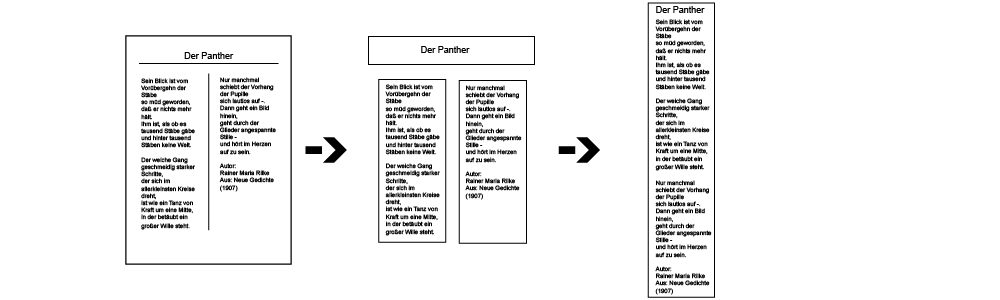 Der Panther
Sein Blick ist vom
Vorübergehn der
Stäbe
so müd geworden,
daß er nichts mehr
hält.
Ihm ist, als ob es
tausend Stäbe gäbe
und hinter tausend
Stäben keine Welt.
Der weiche Gang
geschmeidig starker
Schritte,
der sich im
allerkleinsten Kreise
dreht,
ist wie ein Tanz von
Kraft um eine Mitte,
in der betäubt ein
großer Wille steht.
Nur manchmal
schiebt der Vorhang
der Pupille
sich lautlos auf -.
Dann geht ein Bild
hinein,
geht durch der
Glieder angespannte
Stille -
und hört im Herzen
auf zu sein.
Autor:
Rainer Maria Rilke
Aus: Neue Gedichte
(1907)
Der Panther
Sein Blick ist vom
Vorübergehn der
Stäbe
so müd geworden,
daß er nichts mehr
hält.
Ihm ist, als ob es
tausend Stäbe gäbe
und hinter tausend
Stäben keine Welt.
Der weiche Gang
geschmeidig starker
Schritte,
der sich im
allerkleinsten Kreise
dreht,
ist wie ein Tanz von
Kraft um eine Mitte,
in der betäubt ein
großer Wille steht.
Nur manchmal
schiebt der Vorhang
der Pupille
sich lautlos auf -.
Dann geht ein Bild
hinein,
geht durch der
Glieder angespannte
Stille -
und hört im Herzen
auf zu sein.
Autor:
Rainer Maria Rilke
Aus: Neue Gedichte
(1907)
Der Panther
Sein Blick ist vom
Vorübergehn der
Stäbe
so müd geworden,
daß er nichts mehr
hält.
Ihm ist, als ob es
tausend Stäbe gäbe
und hinter tausend
Stäben keine Welt.
Der weiche Gang
geschmeidig starker
Schritte,
der sich im
allerkleinsten Kreise
dreht,
ist wie ein Tanz von
Kraft um eine Mitte,
in der betäubt ein
großer Wille steht.
Nur manchmal
schiebt der Vorhang
der Pupille
sich lautlos auf -.
Dann geht ein Bild
hinein,
geht durch der
Glieder angespannte
Stille -
und hört im Herzen
auf zu sein.
Autor:
Rainer Maria Rilke
Aus: Neue Gedichte
(1907)